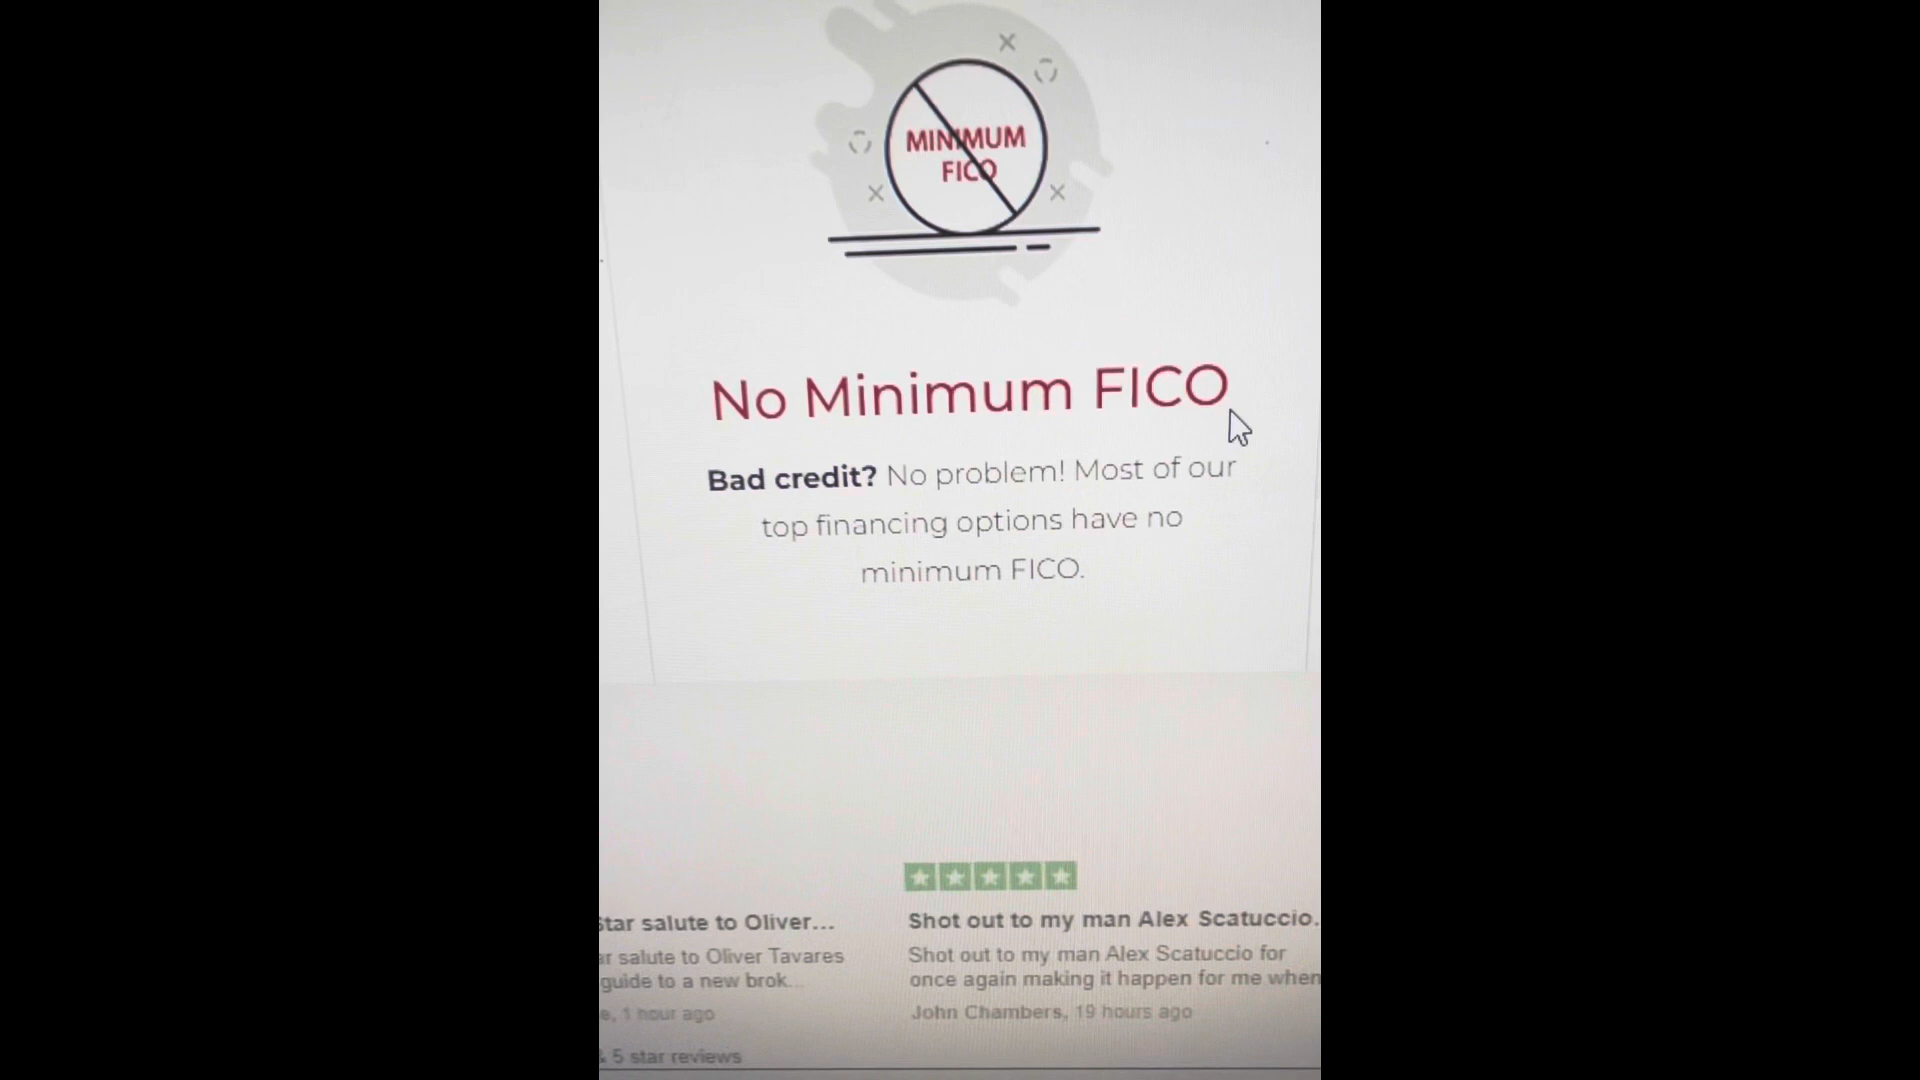 MINIMUM
FICO
No Minimum FICO
Bad credit? No problem! Most of our
top financing options have no
minimum FICO.
Star salute to Oliver...
ar salute to Oliver Tavares
guide to a new brok...
e, 1 hour ago
& 5 star reviews
Shot out to my man Alex Scatuccio.
Shot out to my man Alex Scatuccio for
once again making it happen for me when
John Chambers, 19 hours ago